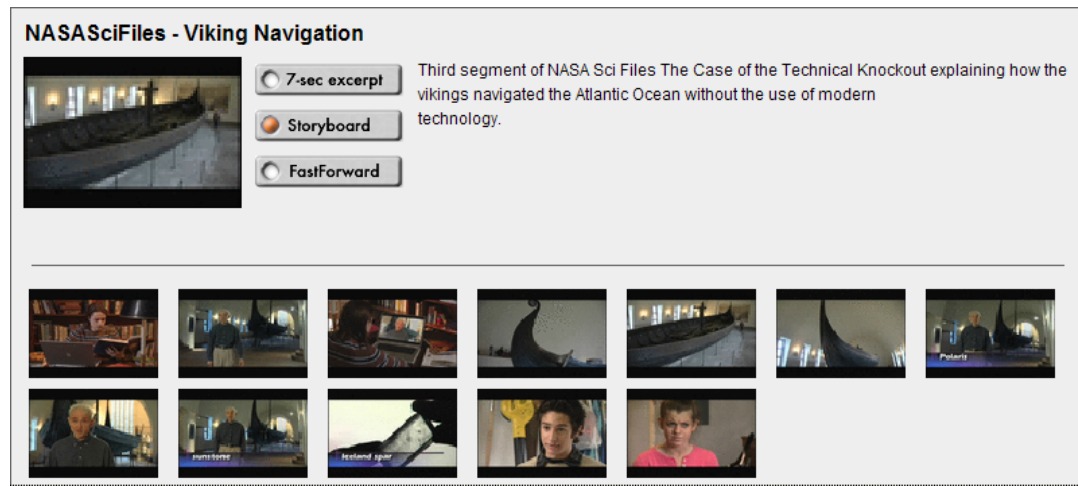 NASASciFiles - Viking Navigation
7-sec excerpt
Third segment of NASA Sci Files The Case of the Technical Knockout explaining how the
vikings navigated the Atlantic Ocean without the use of modern
Storyboard
technology.
FastForward
Polaris
sunstones
Iceland spar